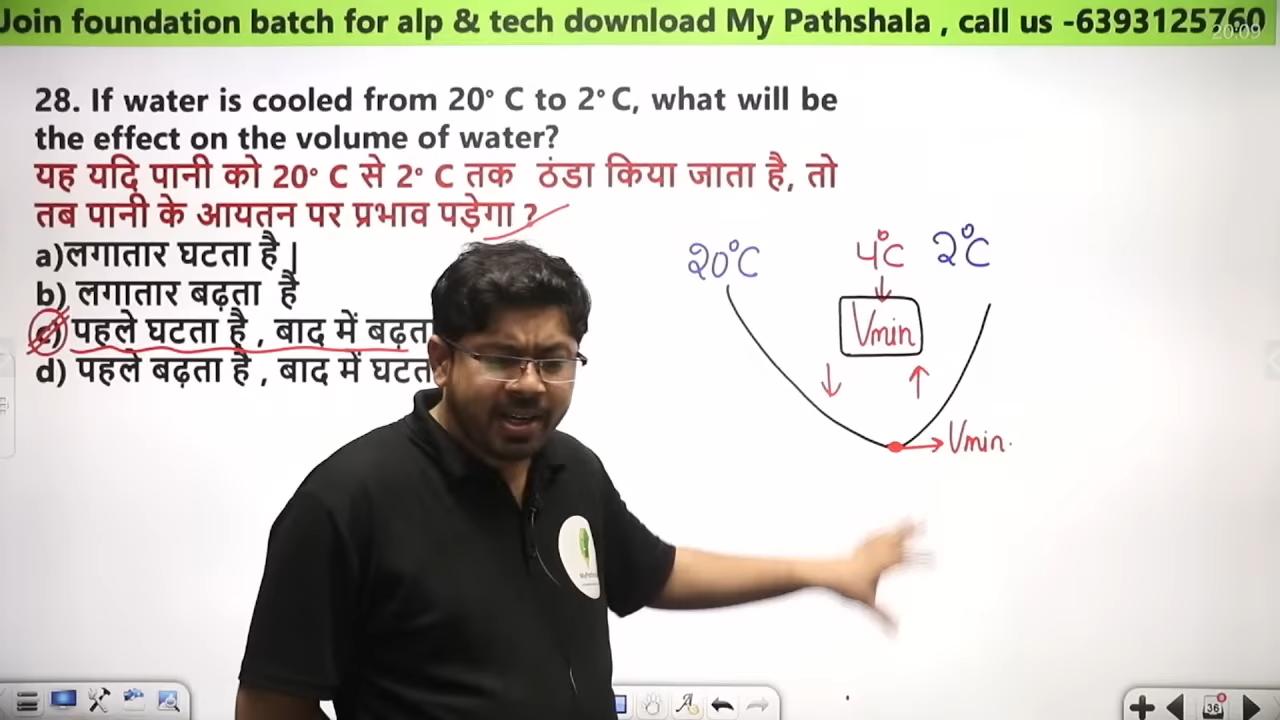 Join foundation batch for alp & tech download My Pathshala , call us -6393125760
20:09
28. If water is cooled from 20° C to 2° C, what will be
the effect on the volume of water?
यह यदि पानी को 20° C से 2° C तक ठंडा किया जाता है, तो
तब पानी के आयतन पर प्रभाव पड़ेगा ?
a)लगातार घटता है |
b) लगातार बढ़ता है
c) पहले घटता है , बाद में बढ़त
d) पहले बढ़ता है , बाद में घटत
20°C 4°C 2°C
Vmin
Vmin.
36